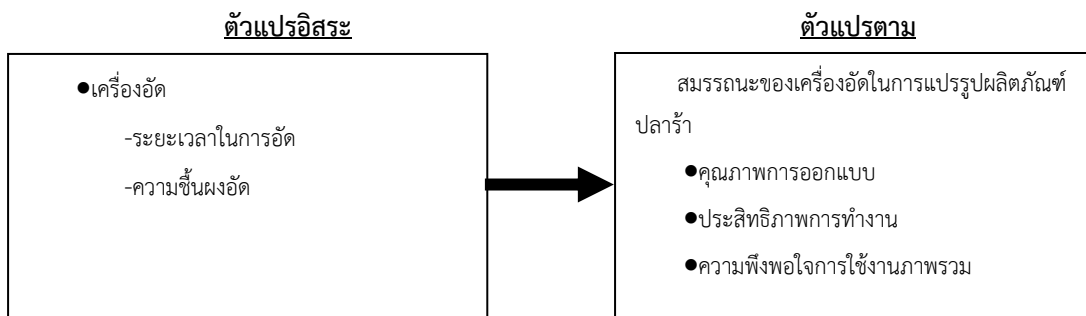 ตัวแปรอิสระ
●เครื่องอัด
-ระยะเวลาในการอัด
-ความชื้นผงอัด
ตัวแปรตาม
สมรรถนะของเครื่องอัดในการแปรรูปผลิตภัณฑ์
ปลาร้า
●คุณภาพการออกแบบ
●ประสิทธิภาพการทำงาน
●ความพึงพอใจการใช้งานภาพรวม